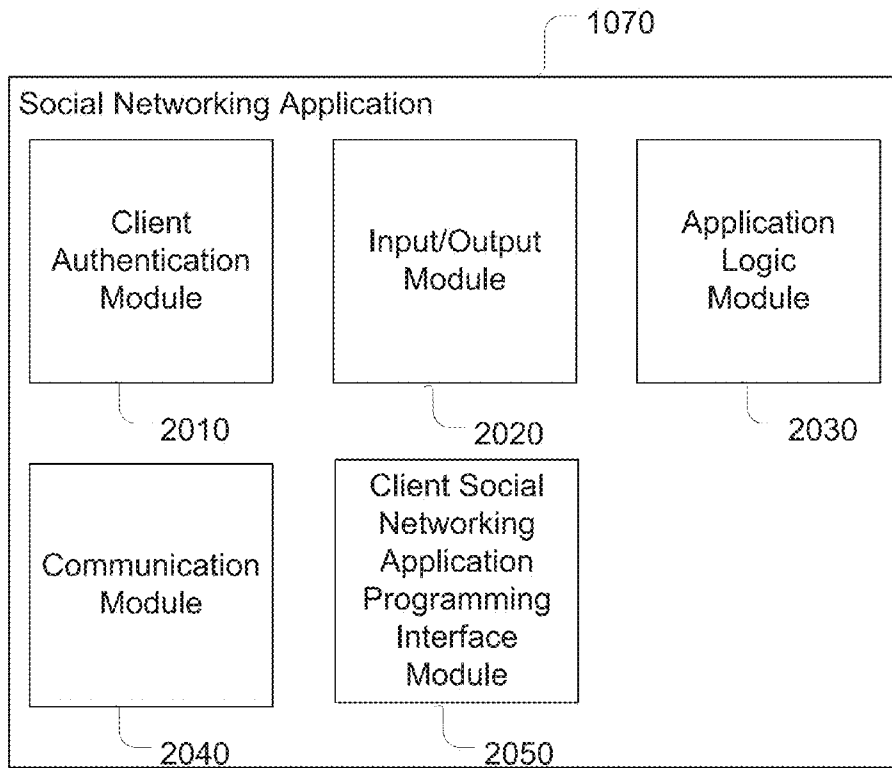 1070
Social Networking Application
Client
Authentication
Module
2010
Input/Output
Module
2020
Application
Logic
Module
2030
Communication
Module
2040
Client Social
Networking
Application
Programming
Interface
Module
2050